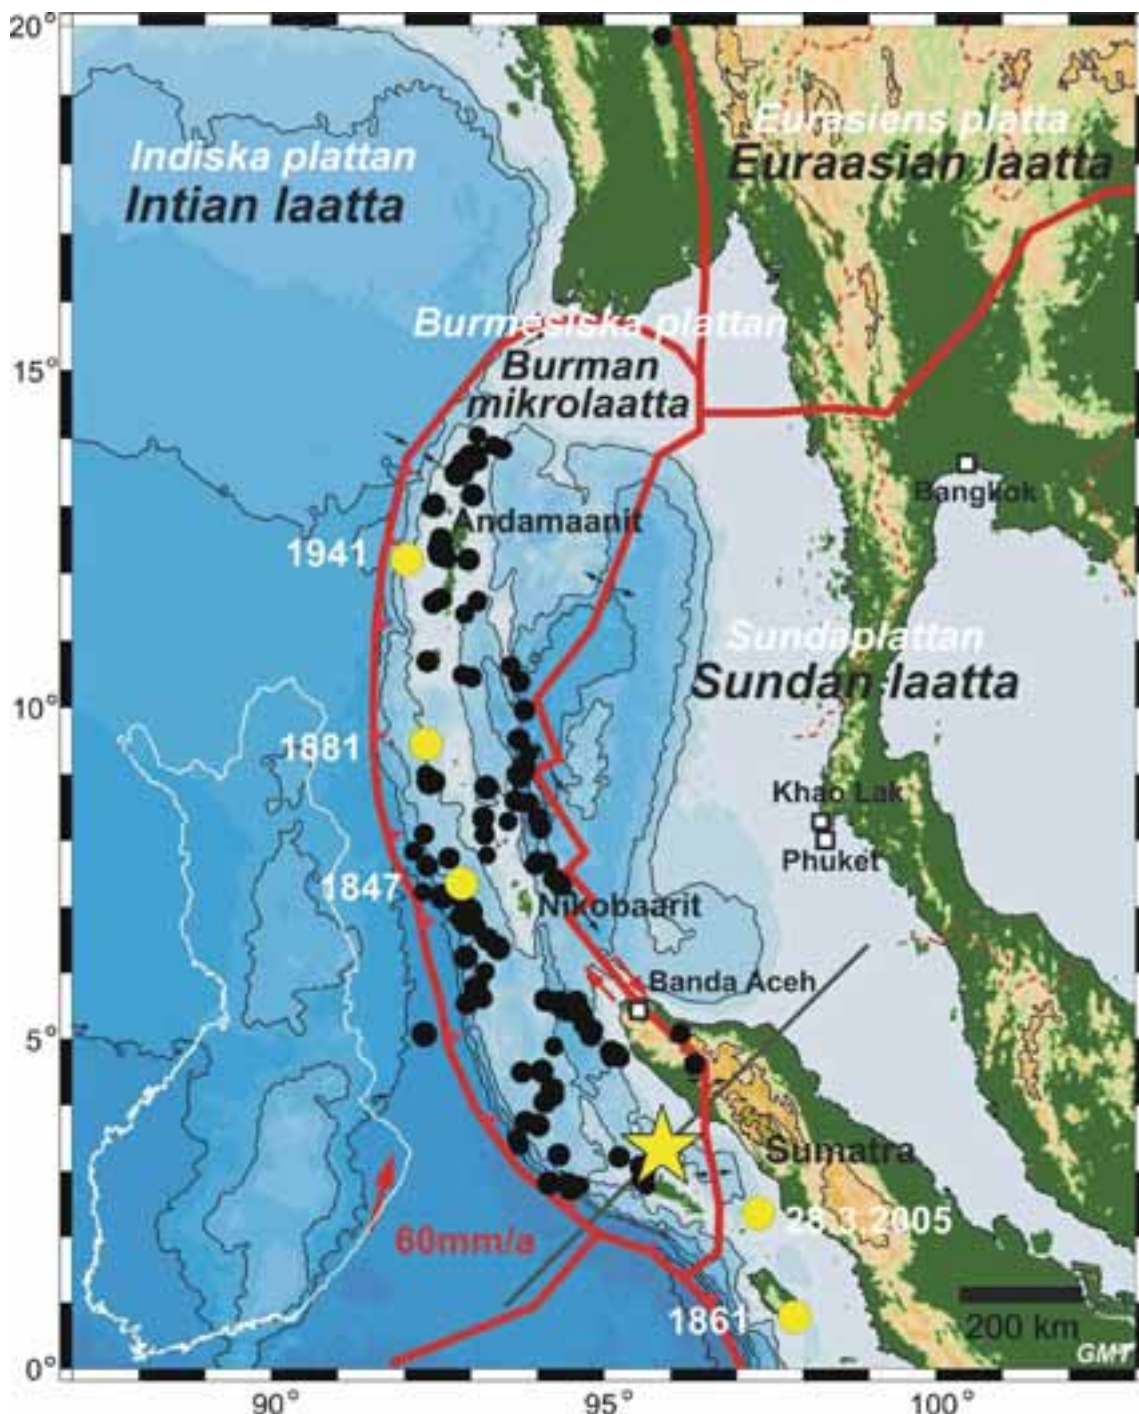 20°
Indiska plattan
Intian laatta
Eurasiens platta
Euraasian laatta
Burmesiska plattan
Burman
mikrolaatta
15°
Bangkok
Andamaanit
1941
Sundaplattan
Sundan laatta
10°
1881
Khao Lak
Phuket
1847
Nikobaarit
Banda Aceh
5°
Sumatra
28.3.2005
60mm/a
1861
200 km
GMT
0°
90°
95°
100°